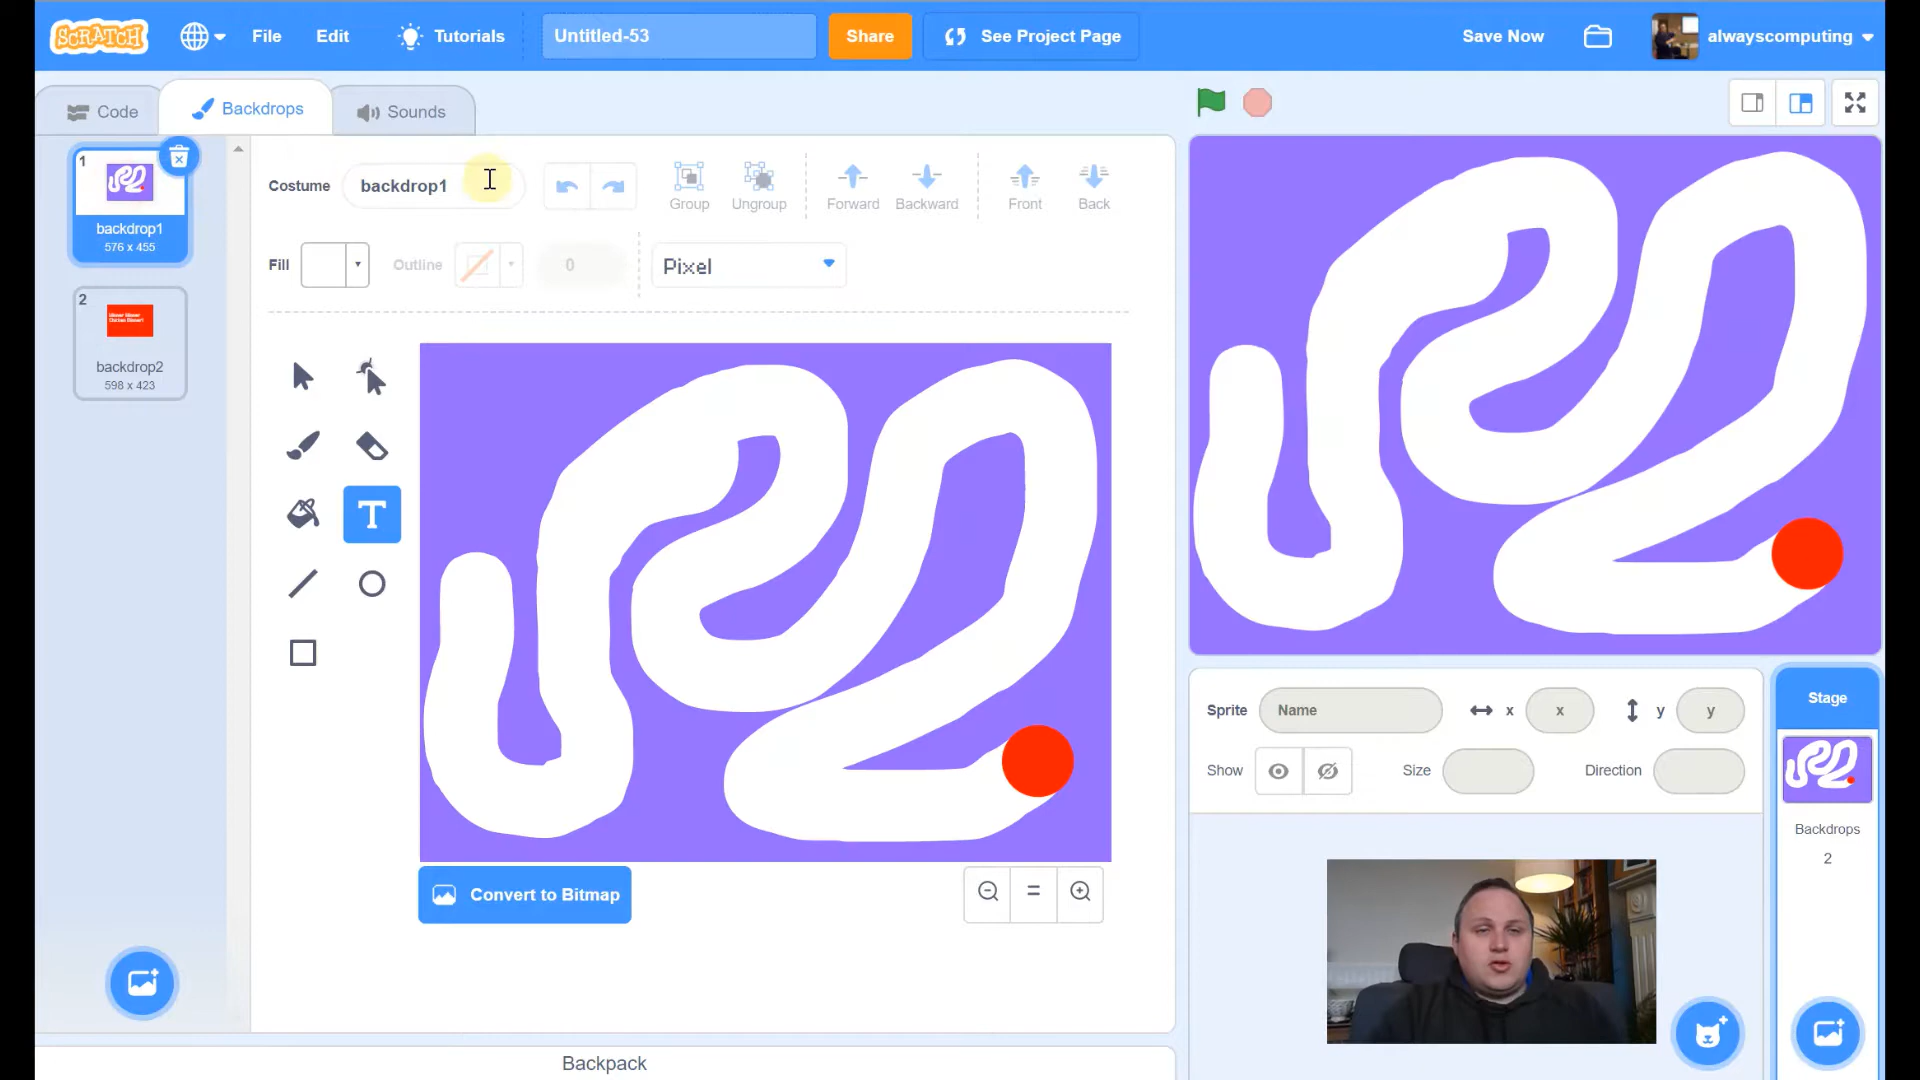 SCRATCH
File
Edit
Tutorials
Untitled-53
Share
See Project Page
Save Now
alwayscomputing
Code
Backdrops
Sounds
1
backdrop1
576 x 455
2
backdrop2
598 x 423
Costume
backdrop1
Group
Ungroup
Forward
Backward
Front
Back
Fill
Outline
0
Pixel
T
Convert to Bitmap
Sprite
Name
x
x
y
y
Show
Size
Direction
Stage
Backdrops
2
Backpack